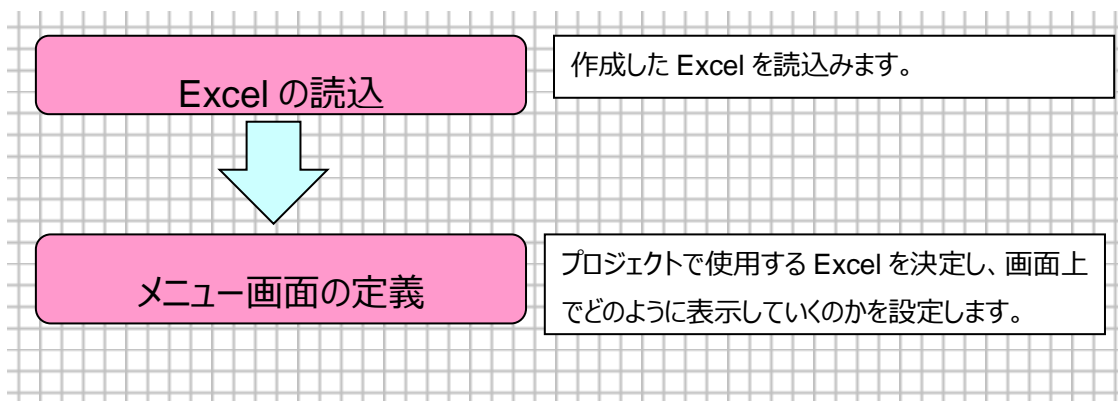 Excel の読込
作成した Excel を読込みます。
メニュー画面の定義
プロジェクトで使用する Excel を決定し、画面上
でどのように表示していくのかを設定します。